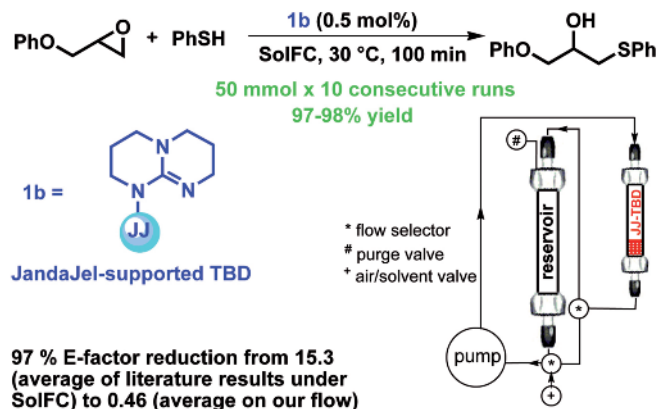 PhO
O
+ PhSH
1b (0.5 mol%)
SolFC, 30 °C, 100 min
OH
PhO
SPh
50 mmol x 10 consecutive runs
97-98% yield
1b =
N
N
N
JJ
JandaJel-supported TBD
* flow selector
# purge valve
+ air/solvent valve
#
reservoir
JJ-TBD
*
pump
*
+
97 % E-factor reduction from 15.3
(average of literature results under
SolFC) to 0.46 (average on our flow)